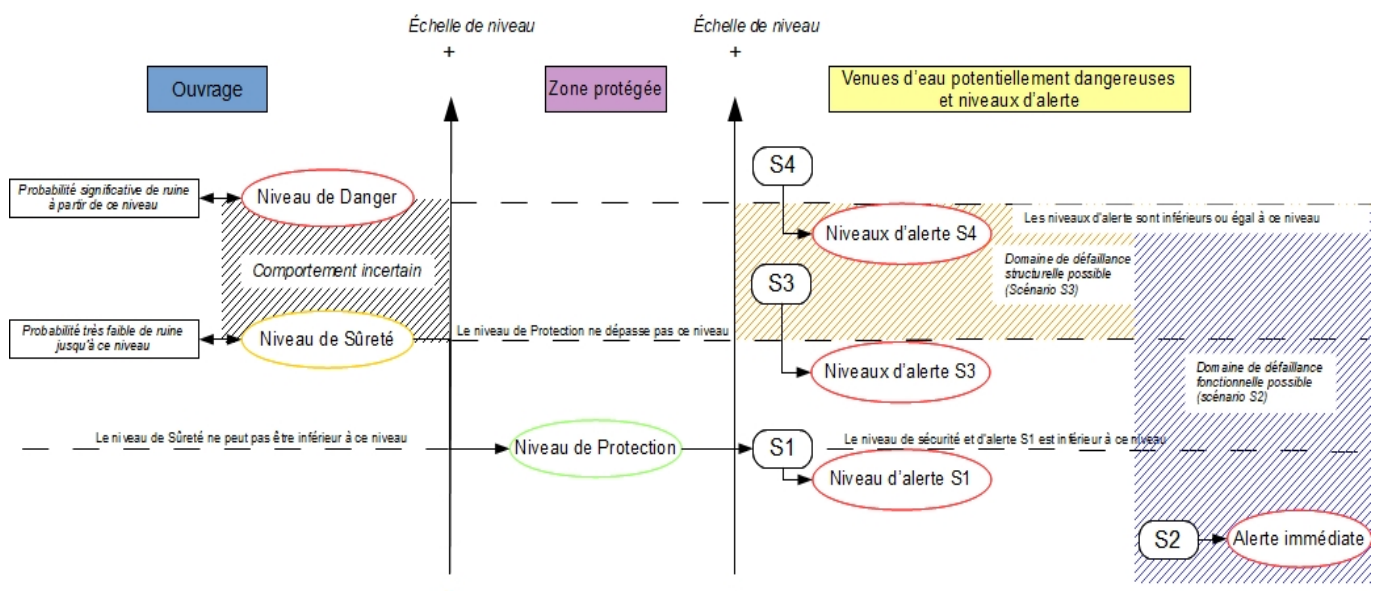 Échelle de niveau
+
Échelle de niveau
+
Ouvrage
Zone protégée
Venues d'eau potentiellement dangereuses
et niveaux d'alerte
Probabilité significative de ruine
à partir de ce niveau
Niveau de Danger
S4
Les niveaux d'alerte sont inférieurs ou égal à ce niveau
Niveaux d'alerte S4
Comportement incertain
Domaine de défaillance
structurelle possible
(Scénario S3)
S3
Probabilité très faible de ruine
jusqu'à ce niveau
Niveau de Sûreté
Le niveau de Protection ne dépasse pas ce niveau
Niveaux d'alerte S3
Domaine de défaillance
fonctionnelle possible
(scénario S2)
Le niveau de Sûreté ne peut pas être inférieur à ce niveau
Niveau de Protection
S1
Le niveau de sécurité et d'alerte S1 est inférieur à ce niveau
Niveau d'alerte S1
S2
Alerte immédiate